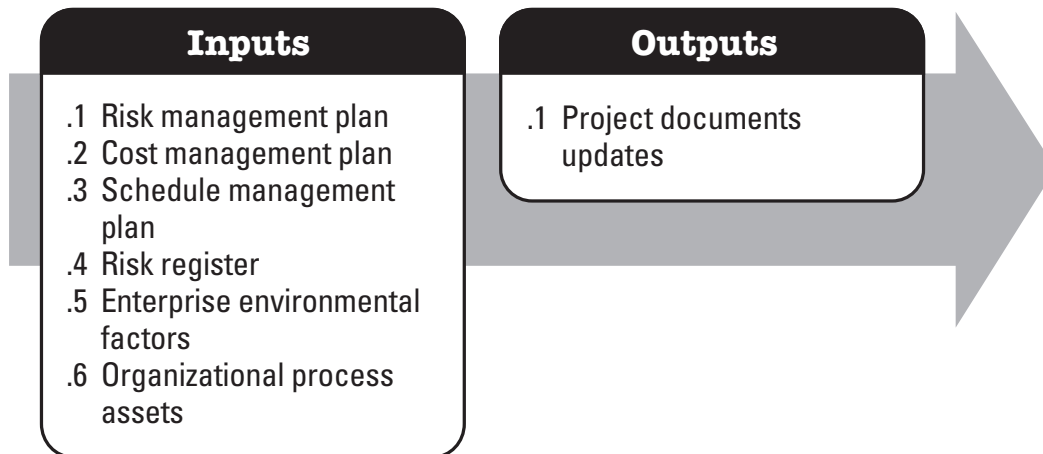 Inputs
.1 Risk management plan
.2 Cost management plan
.3 Schedule management
plan
.4 Risk register
.5 Enterprise environmental
factors
.6 Organizational process
assets
Outputs
.1 Project documents
updates